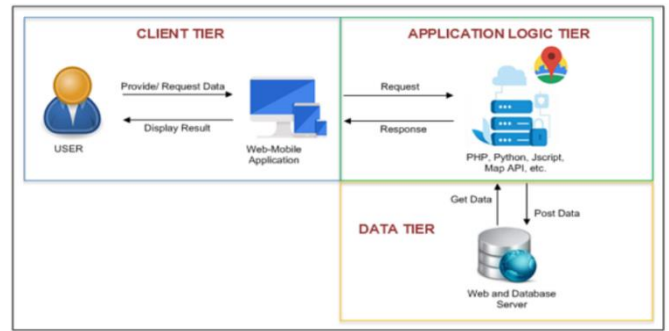 CLIENT TIER
Provide/ Request Data
Display Result
USER
Web-Mobile
Application
APPLICATION LOGIC TIER
Request
Response
PHP, Python, Jscript,
Map API, etc.
Get Data
Post Data
DATA TIER
Web and Database
Server